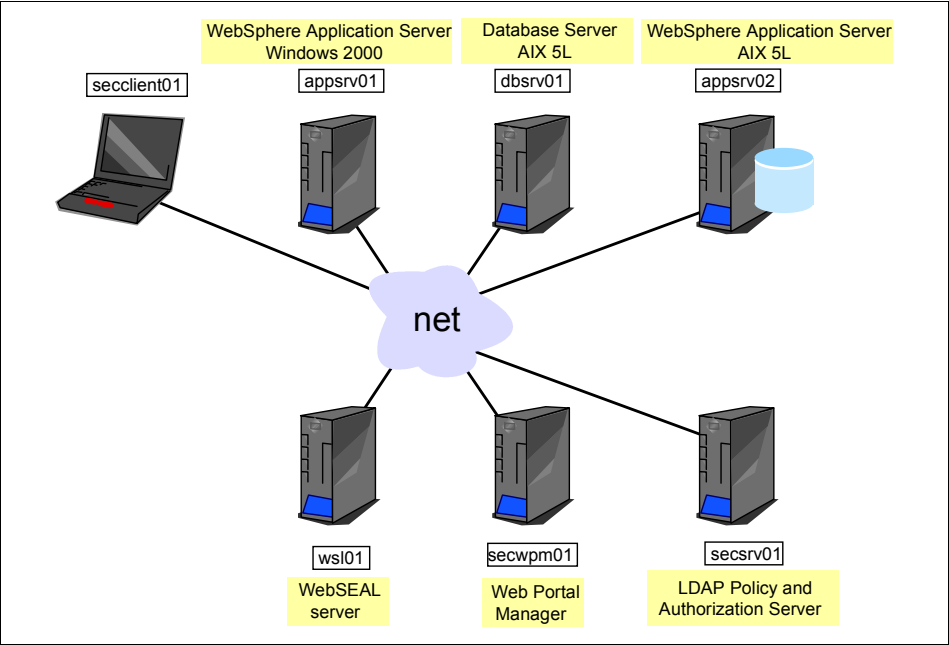 WebSphere Application Server
Windows 2000
Database Server
AIX 5L
WebSphere Application Server
AIX 5L
secclient01
appsrv01
dbsrv01
appsrv02
net
wsl01
secwpm01
secsrv01
WebSEAL
server
Web Portal
Manager
LDAP Policy and
Authorization Server